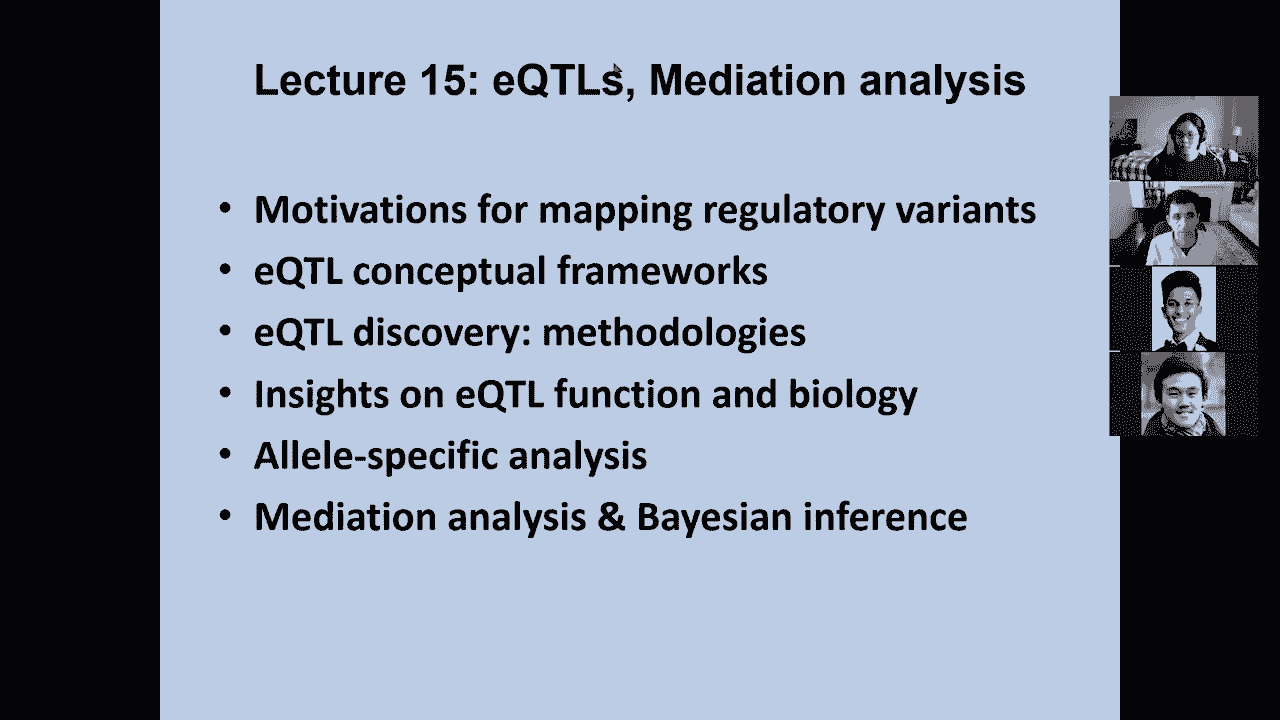 Lecture 15: eQTLs, Mediation analysis
• Motivations for mapping regulatory variants
• eQTL conceptual frameworks
• eQTL discovery: methodologies
• Insights on eQTL function and biology
• Allele-specific analysis
• Mediation analysis & Bayesian inference